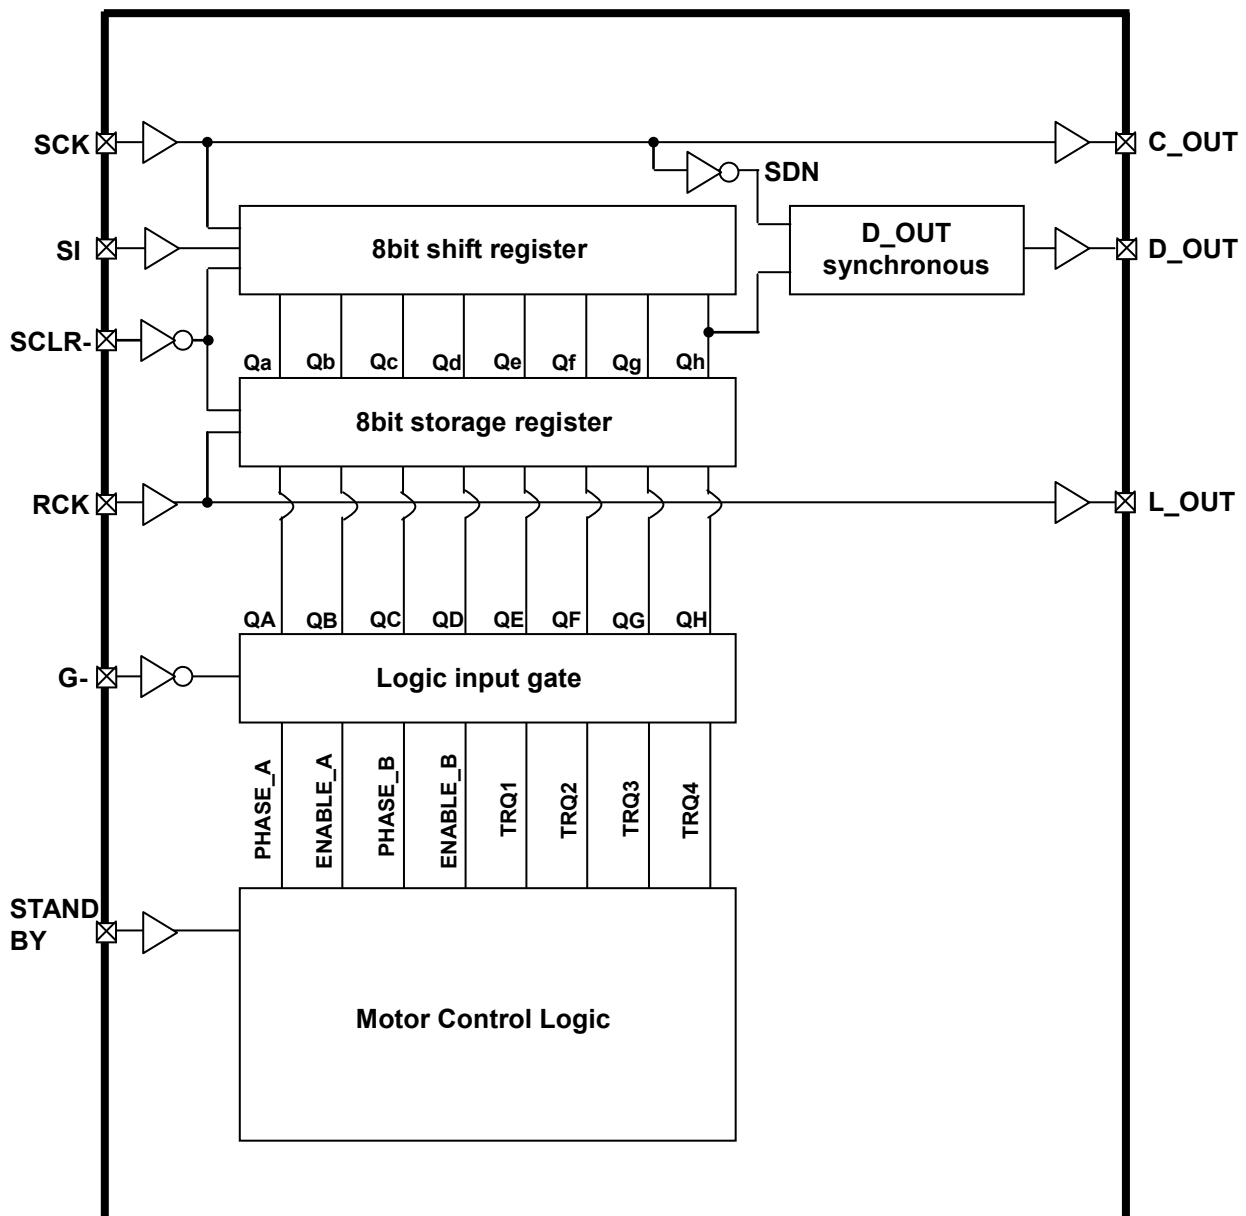 SCK
C_OUT
SDN
SI
8bit shift register
D_OUT
synchronous
D_OUT
SCLR-
Qa
Qb
Qc
Qd
Qe
Qf
Qg
Qh
8bit storage register
RCK
L_OUT
QA
QB
QC
QD
QE
QF
QG
QH
G-
Logic input gate
PHASE_A
ENABLE_A
PHASE_B
ENABLE_B
TRQ1
TRQ2
TRQ3
TRQ4
STAND
BY
Motor Control Logic